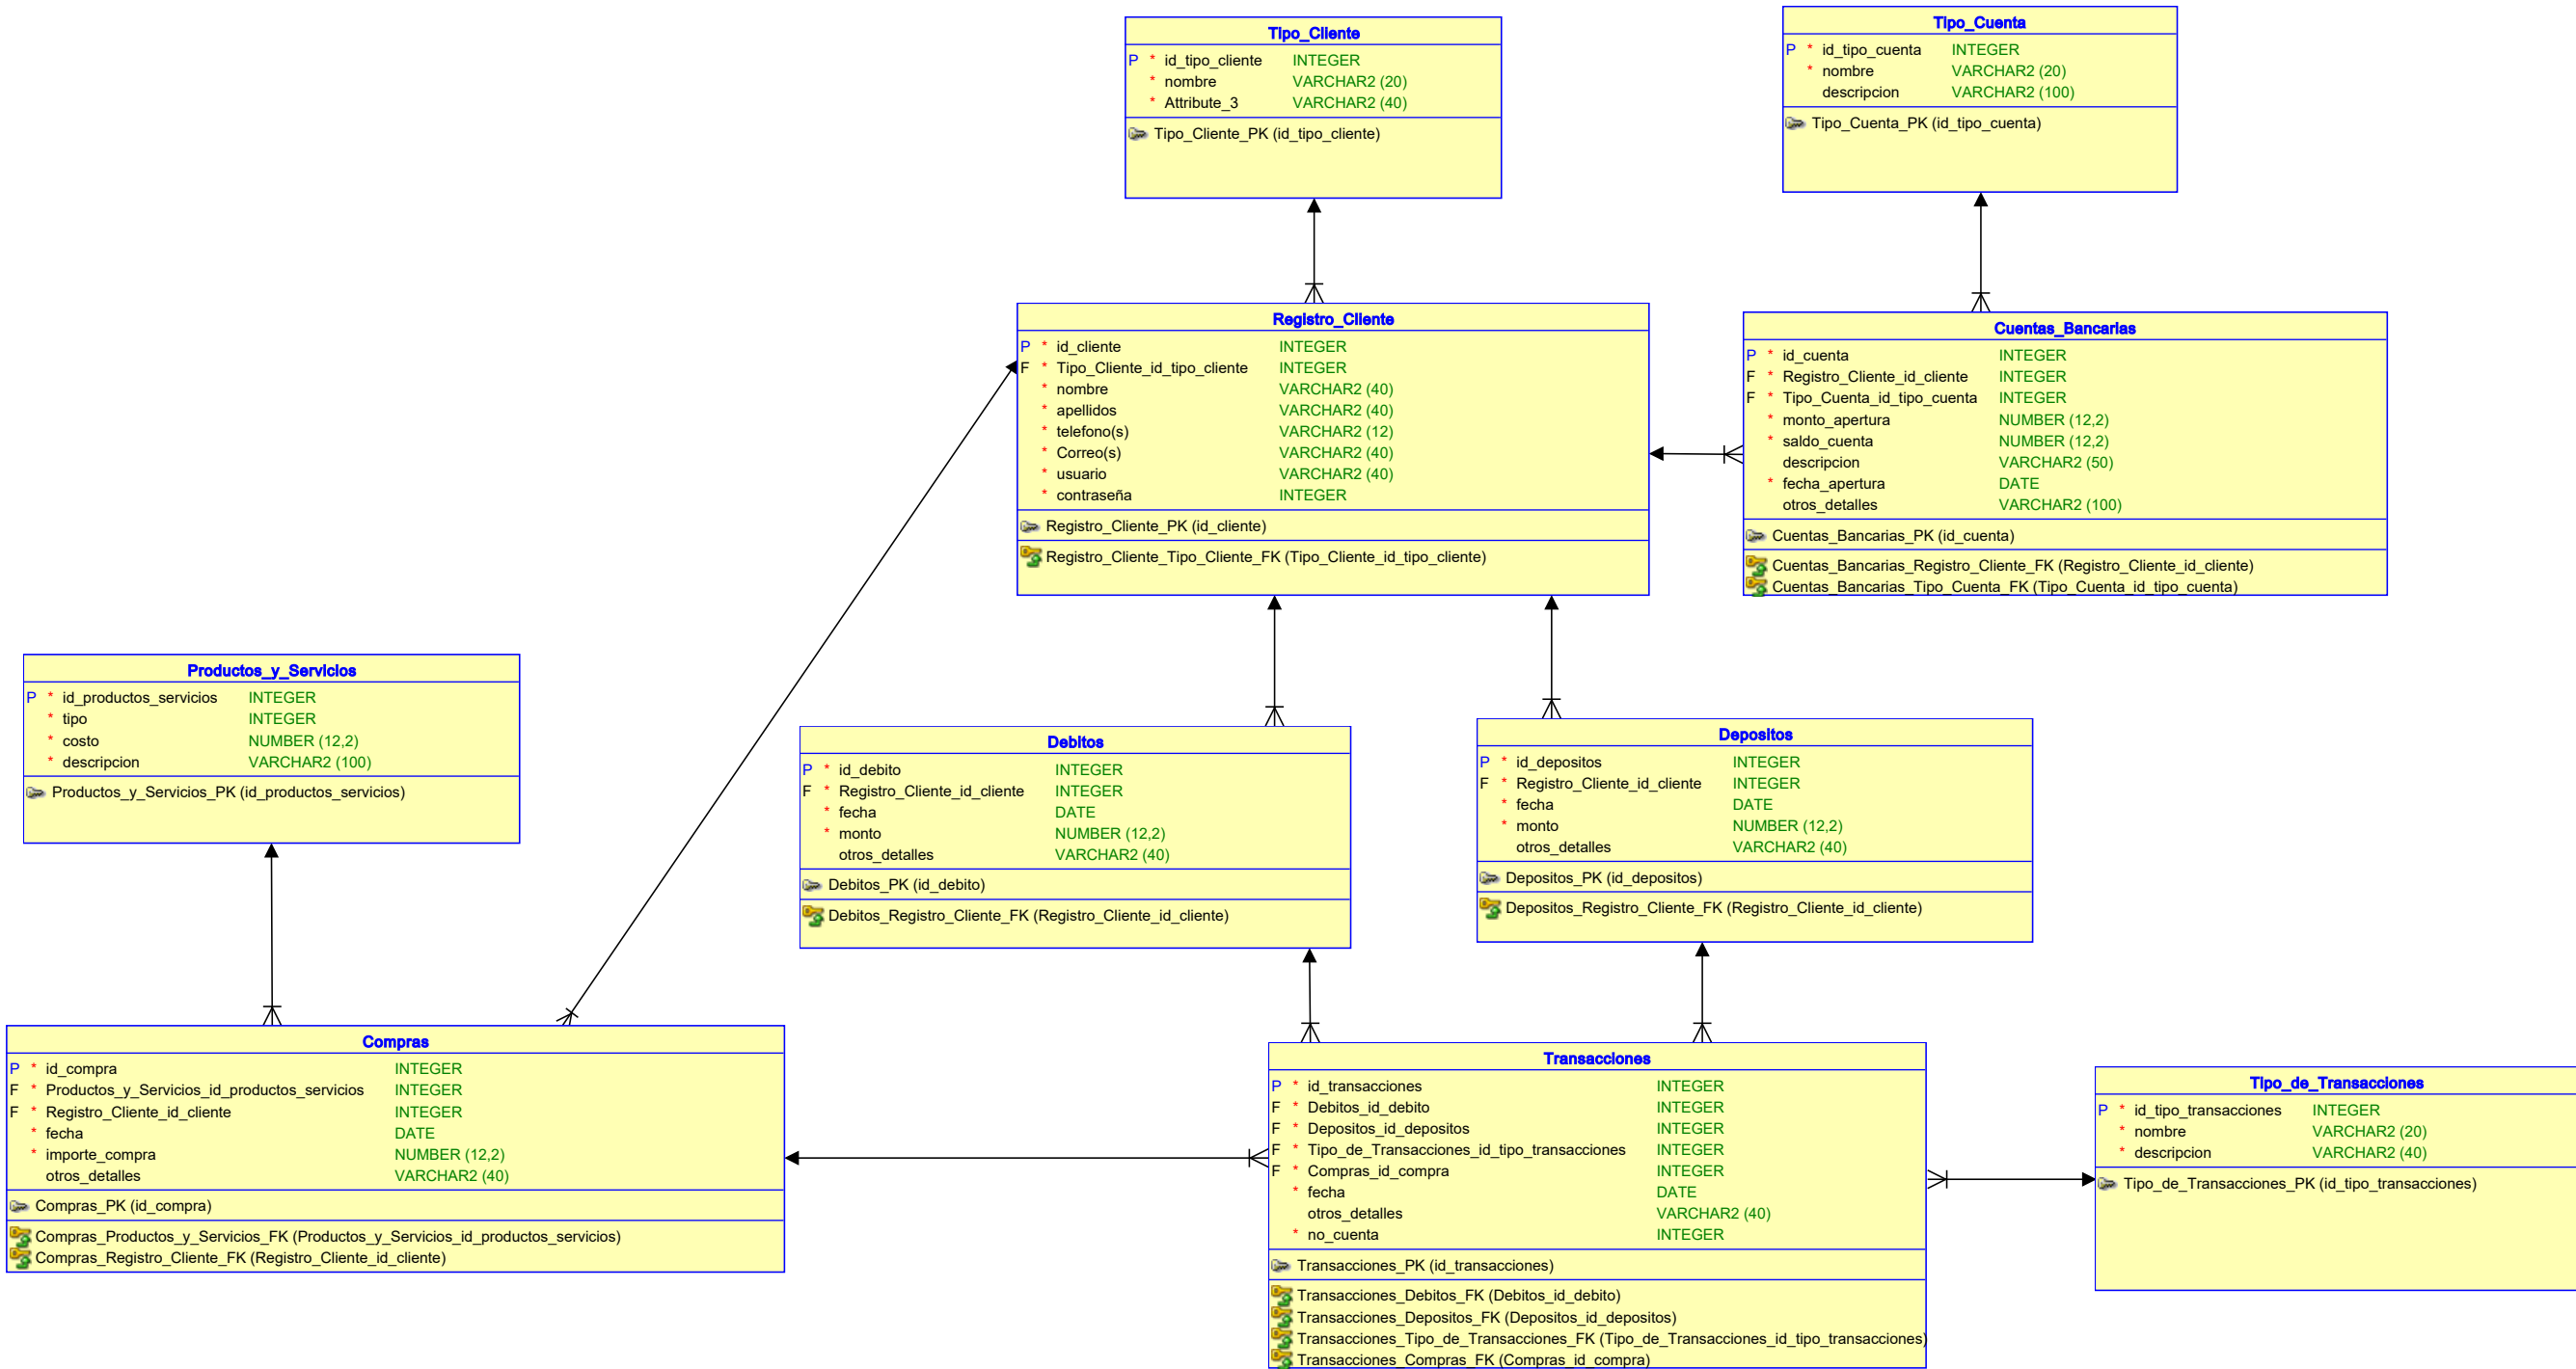 Tipo_Cliente
P * id_tipo_cliente INTEGER
* nombre VARCHAR2 (20)
* Attribute_3 VARCHAR2 (40)
Tipo_Cliente_PK (id_tipo_cliente)
Tipo_Cuenta
P * id_tipo_cuenta INTEGER
* nombre VARCHAR2 (20)
descripcion VARCHAR2 (100)
Tipo_Cuenta_PK (id_tipo_cuenta)
Registro_Cliente
P * id_cliente INTEGER
F * Tipo_Cliente_id_tipo_cliente INTEGER
* nombre VARCHAR2 (40)
* apellidos VARCHAR2 (40)
* telefono(s) VARCHAR2 (12)
* Correo(s) VARCHAR2 (40)
* usuario VARCHAR2 (40)
* contraseña INTEGER
Registro_Cliente_PK (id_cliente)
Registro_Cliente_Tipo_Cliente_FK (Tipo_Cliente_id_tipo_cliente)
Cuentas_Bancarias
P * id_cuenta INTEGER
F * Registro_Cliente_id_cliente INTEGER
F * Tipo_Cuenta_id_tipo_cuenta INTEGER
* monto_apertura NUMBER (12,2)
* saldo_cuenta NUMBER (12,2)
descripcion VARCHAR2 (50)
* fecha_apertura DATE
otros_detalles VARCHAR2 (100)
Cuentas_Bancarias_PK (id_cuenta)
Cuentas_Bancarias_Registro_Cliente_FK (Registro_Cliente_id_cliente)
Cuentas_Bancarias_Tipo_Cuenta_FK (Tipo_Cuenta_id_tipo_cuenta)
Productos_y_Servicios
P * id_productos_servicios INTEGER
* tipo INTEGER
* costo NUMBER (12,2)
* descripcion VARCHAR2 (100)
Productos_y_Servicios_PK (id_productos_servicios)
Debitos
P * id_debito INTEGER
F * Registro_Cliente_id_cliente INTEGER
* fecha DATE
* monto NUMBER (12,2)
otros_detalles VARCHAR2 (40)
Debitos_PK (id_debito)
Debitos_Registro_Cliente_FK (Registro_Cliente_id_cliente)
Depositos
P * id_depositos INTEGER
F * Registro_Cliente_id_cliente INTEGER
* fecha DATE
* monto NUMBER (12,2)
otros_detalles VARCHAR2 (40)
Depositos_PK (id_depositos)
Depositos_Registro_Cliente_FK (Registro_Cliente_id_cliente)
Compras
P * id_compra INTEGER
F * Productos_y_Servicios_id_productos_servicios INTEGER
F * Registro_Cliente_id_cliente INTEGER
* fecha DATE
* importe_compra NUMBER (12,2)
otros_detalles VARCHAR2 (40)
Compras_PK (id_compra)
Compras_Productos_y_Servicios_FK (Productos_y_Servicios_id_productos_servicios)
Compras_Registro_Cliente_FK (Registro_Cliente_id_cliente)
Transacciones
P * id_transacciones INTEGER
F * Debitos_id_debito INTEGER
F * Depositos_id_depositos INTEGER
F * Tipo_de_Transacciones_id_tipo_transacciones INTEGER
F * Compras_id_compra INTEGER
* fecha DATE
otros_detalles VARCHAR2 (40)
* no_cuenta INTEGER
Transacciones_PK (id_transacciones)
Transacciones_Debitos_FK (Debitos_id_debito)
Transacciones_Depositos_FK (Depositos_id_depositos)
Transacciones_Tipo_de_Transacciones_FK (Tipo_de_Transacciones_id_tipo_transacciones)
Transacciones_Compras_FK (Compras_id_compra)
Tipo_de_Transacciones
P * id_tipo_transacciones INTEGER
* nombre VARCHAR2 (20)
* descripcion VARCHAR2 (40)
Tipo_de_Transacciones_PK (id_tipo_transacciones)